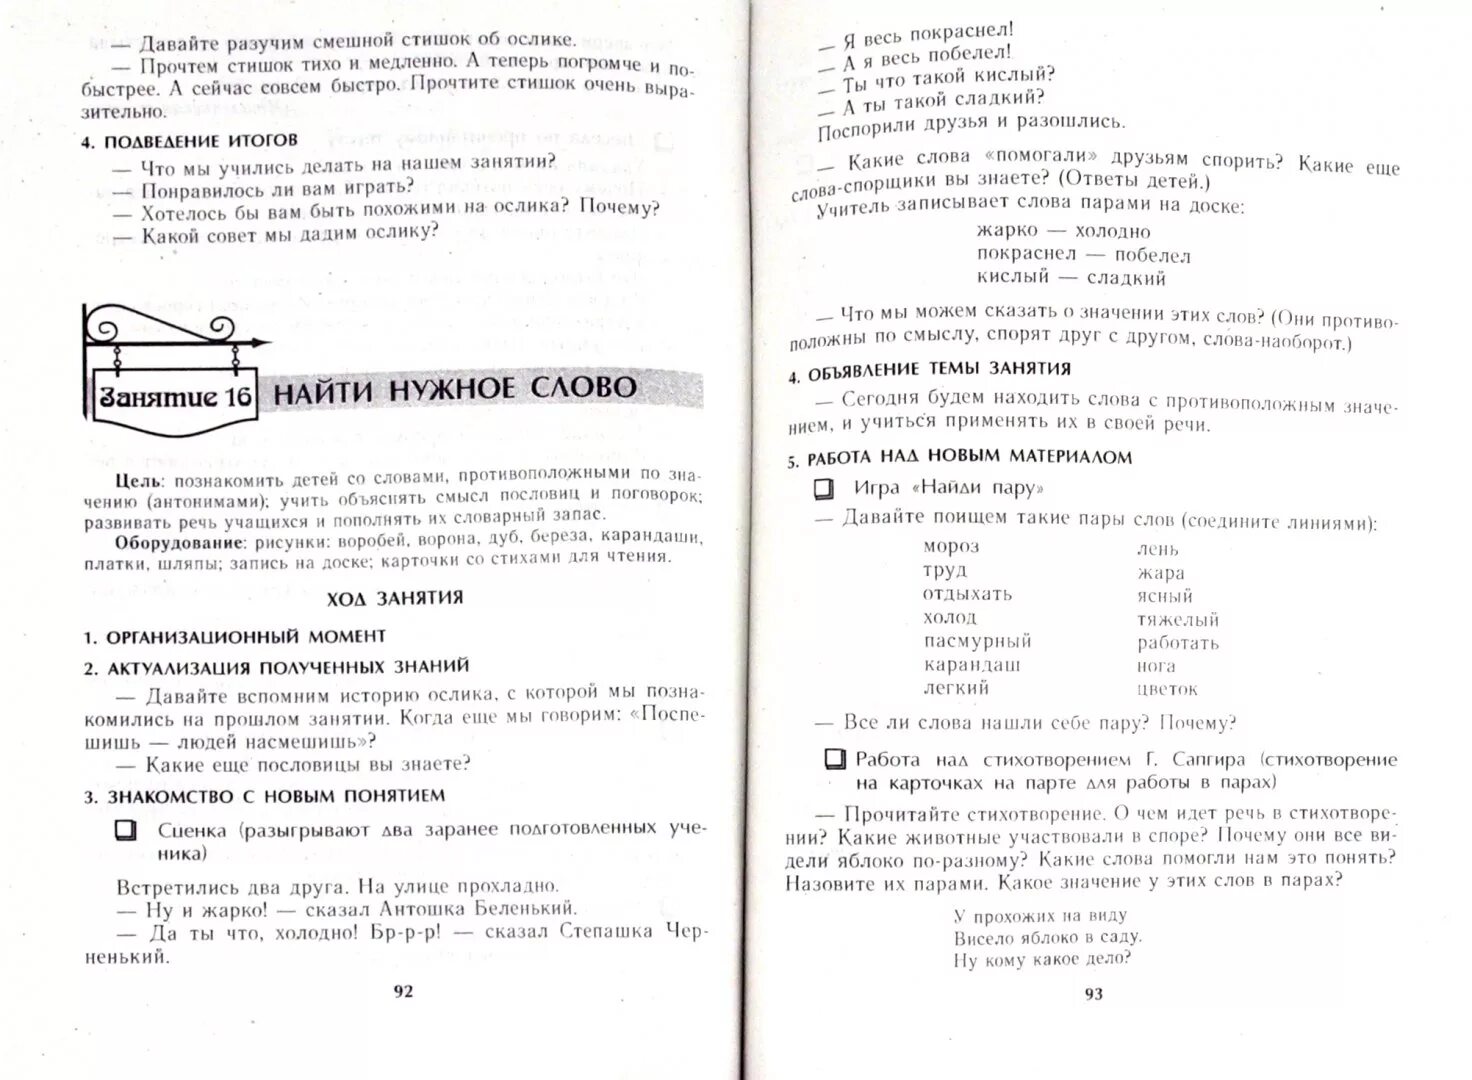 — Давайте разучим смешной стишок об ослике.
— Прочтем стишок тихо и медленно. А теперь погромче и по-
быстрее. А сейчас совсем быстро. Прочтите стишок очень выра-
зительно.
4. ПОДВЕДЕНИЕ ИТОГОВ
— Что мы учились делать на нашем занятии?
— Понравилось ли вам играть?
— Хотелось бы вам быть похожими на ослика? Почему?
— Какой совет мы дадим ослику?
Занятие 16
НАЙТИ НУЖНОЕ СЛОВО
Цель: познакомить детей со словами, противоположными по зна-
чению (антонимами); учить объяснять смысл пословиц и поговорок;
развивать речь учащихся и пополнять их словарный запас.
Оборудование: рисунки: воробей, ворона, дуб, береза, карандаши,
платки, шляпы; запись на доске; карточки со стихами для чтения.
ХОД ЗАНЯТИЯ
1. ОРГАНИЗАЦИОННЫЙ МОМЕНТ
2. АКТУАЛИЗАЦИЯ ПОЛУЧЕННЫХ ЗНАНИЙ
— Давайте вспомним историю ослика, с которой мы позна-
комились на прошлом занятии. Когда еще мы говорим: «Поспе-
шишь — людей насмешишь»?
— Какие еще пословицы вы знаете?
3. ЗНАКОМСТВО С НОВЫМ ПОНЯТИЕМ
Сценка (разыгрывают два заранее подготовленных уче-
ника)
Встретились два друга. На улице прохладно.
— Ну и жарко! — сказал Антошка Беленький.
— Да ты что, холодно! Бр-р-р! — сказал Степашка Чер-
ненький.
92
— Я весь покраснел!
— А я весь побелел!
— Ты что такой кислый?
— А ты такой сладкий?
Поспорили друзья и разошлись.
— Какие слова «помогали» друзьям спорить? Какие еще
слова-спорщики вы знаете? (Ответы детей.)
Учитель записывает слова парами на доске:
жарко — холодно
покраснел — побелел
кислый — сладкий
— Что мы можем сказать о значении этих слов? (Они противо-
положны по смыслу, спорят друг с другом, слова-наоборот.)
4. ОБЪЯВЛЕНИЕ ТЕМЫ ЗАНЯТИЯ
— Сегодня будем находить слова с противоположным значе-
нием, и учиться применять их в своей речи.
5. РАБОТА НАД НОВЫМ МАТЕРИАЛОМ
Игра «Найди пару»
— Давайте поищем такие пары слов (соедините линиями):
мороз лень
труд жара
отдыхать ясный
холод тяжелый
пасмурный работать
карандаш нога
легкий цветок
— Все ли слова нашли себе пару? Почему?
Работа над стихотворением Г. Сапгира (стихотворение
на карточках на парте для работы в парах)
— Прочитайте стихотворение. О чем идет речь в стихотворе-
нии? Какие животные участвовали в споре? Почему они все ви-
дели яблоко по-разному? Какие слова помогли нам это понять?
Назовите их парами. Какое значение у этих слов в парах?
У прохожих на виду
Висело яблоко в саду.
Ну кому какое дело?
93